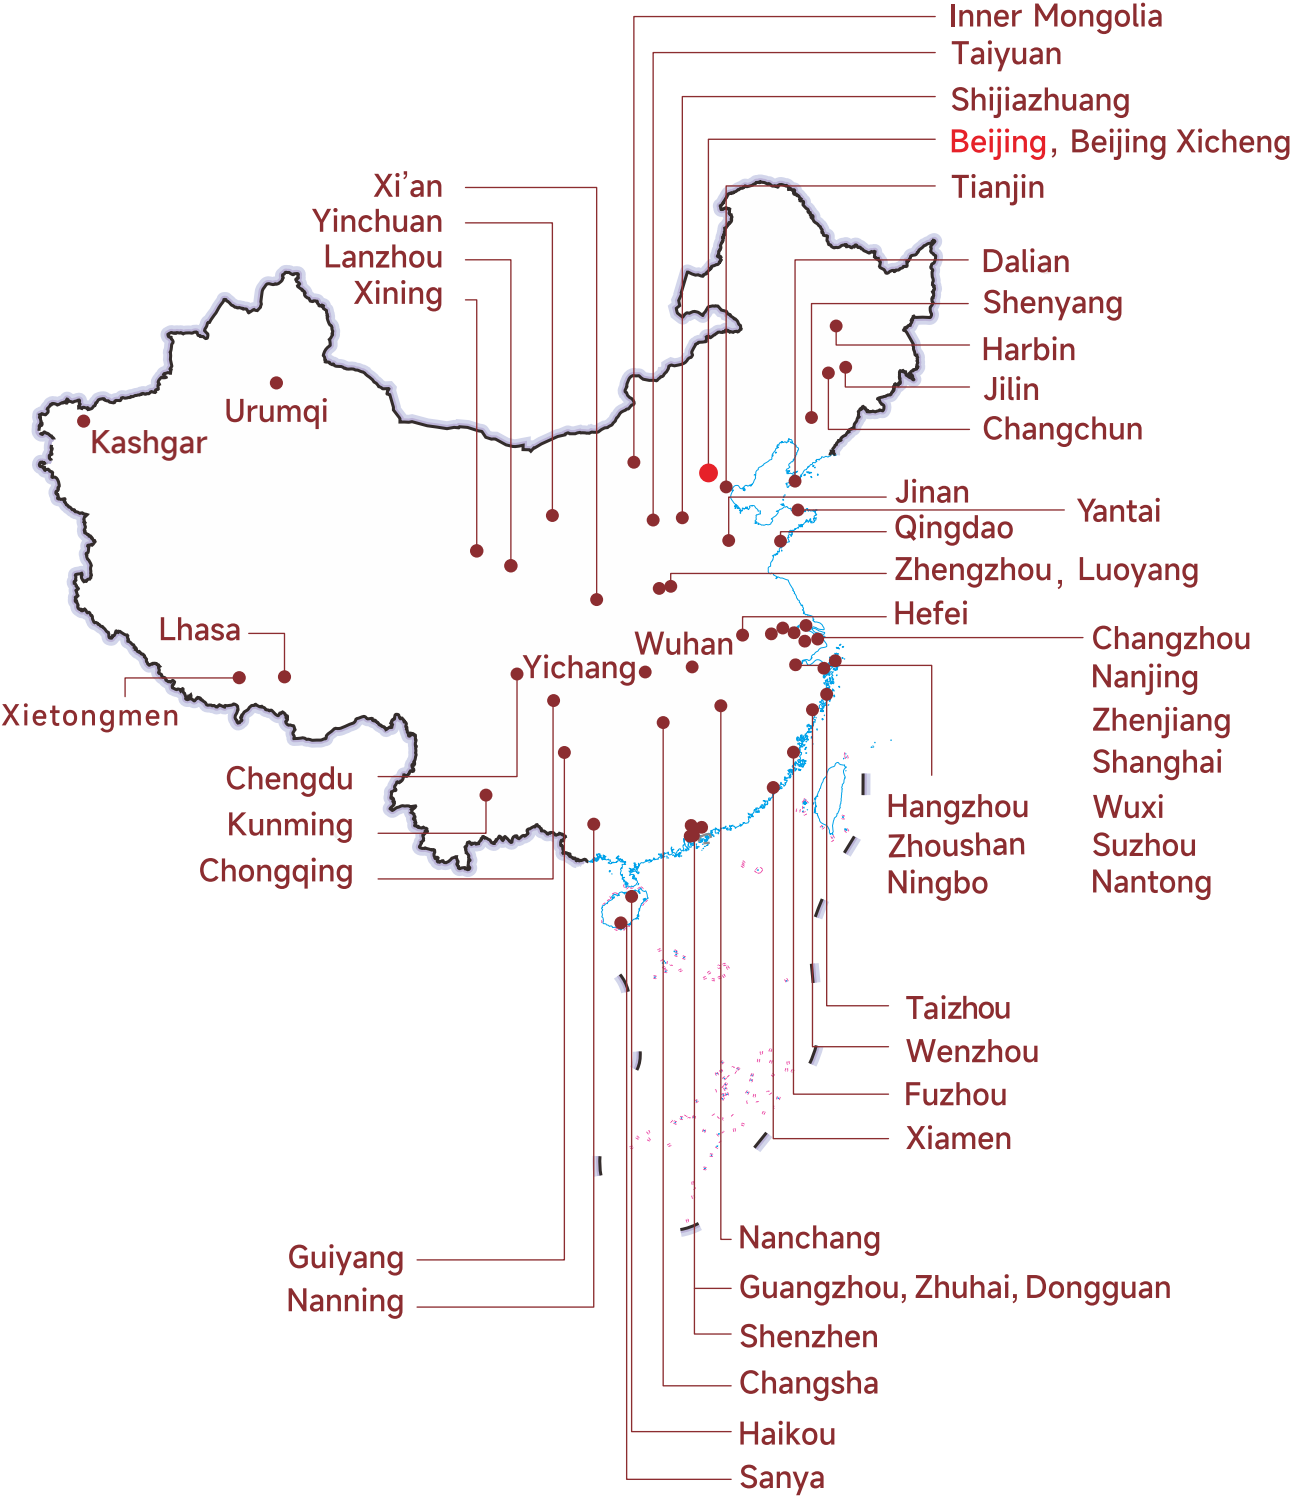 Inner Mongolia
Taiyuan
Shijiazhuang
Beijing, Beijing Xicheng
Tianjin
Xi’an
Yinchuan
Lanzhou
Xining
Dalian
Shenyang
Harbin
Jilin
Changchun
Urumqi
Kashgar
Jinan
Yantai
Qingdao
Zhengzhou, Luoyang
Hefei
Lhasa
Xietongmen
Wuhan
Yichang
Changzhou
Nanjing
Zhenjiang
Shanghai
Wuxi
Suzhou
Nantong
Hangzhou
Zhoushan
Ningbo
Chengdu
Kunming
Chongqing
Taizhou
Wenzhou
Fuzhou
Xiamen
Guiyang
Nanning
Nanchang
Guangzhou, Zhuhai, Dongguan
Shenzhen
Changsha
Haikou
Sanya